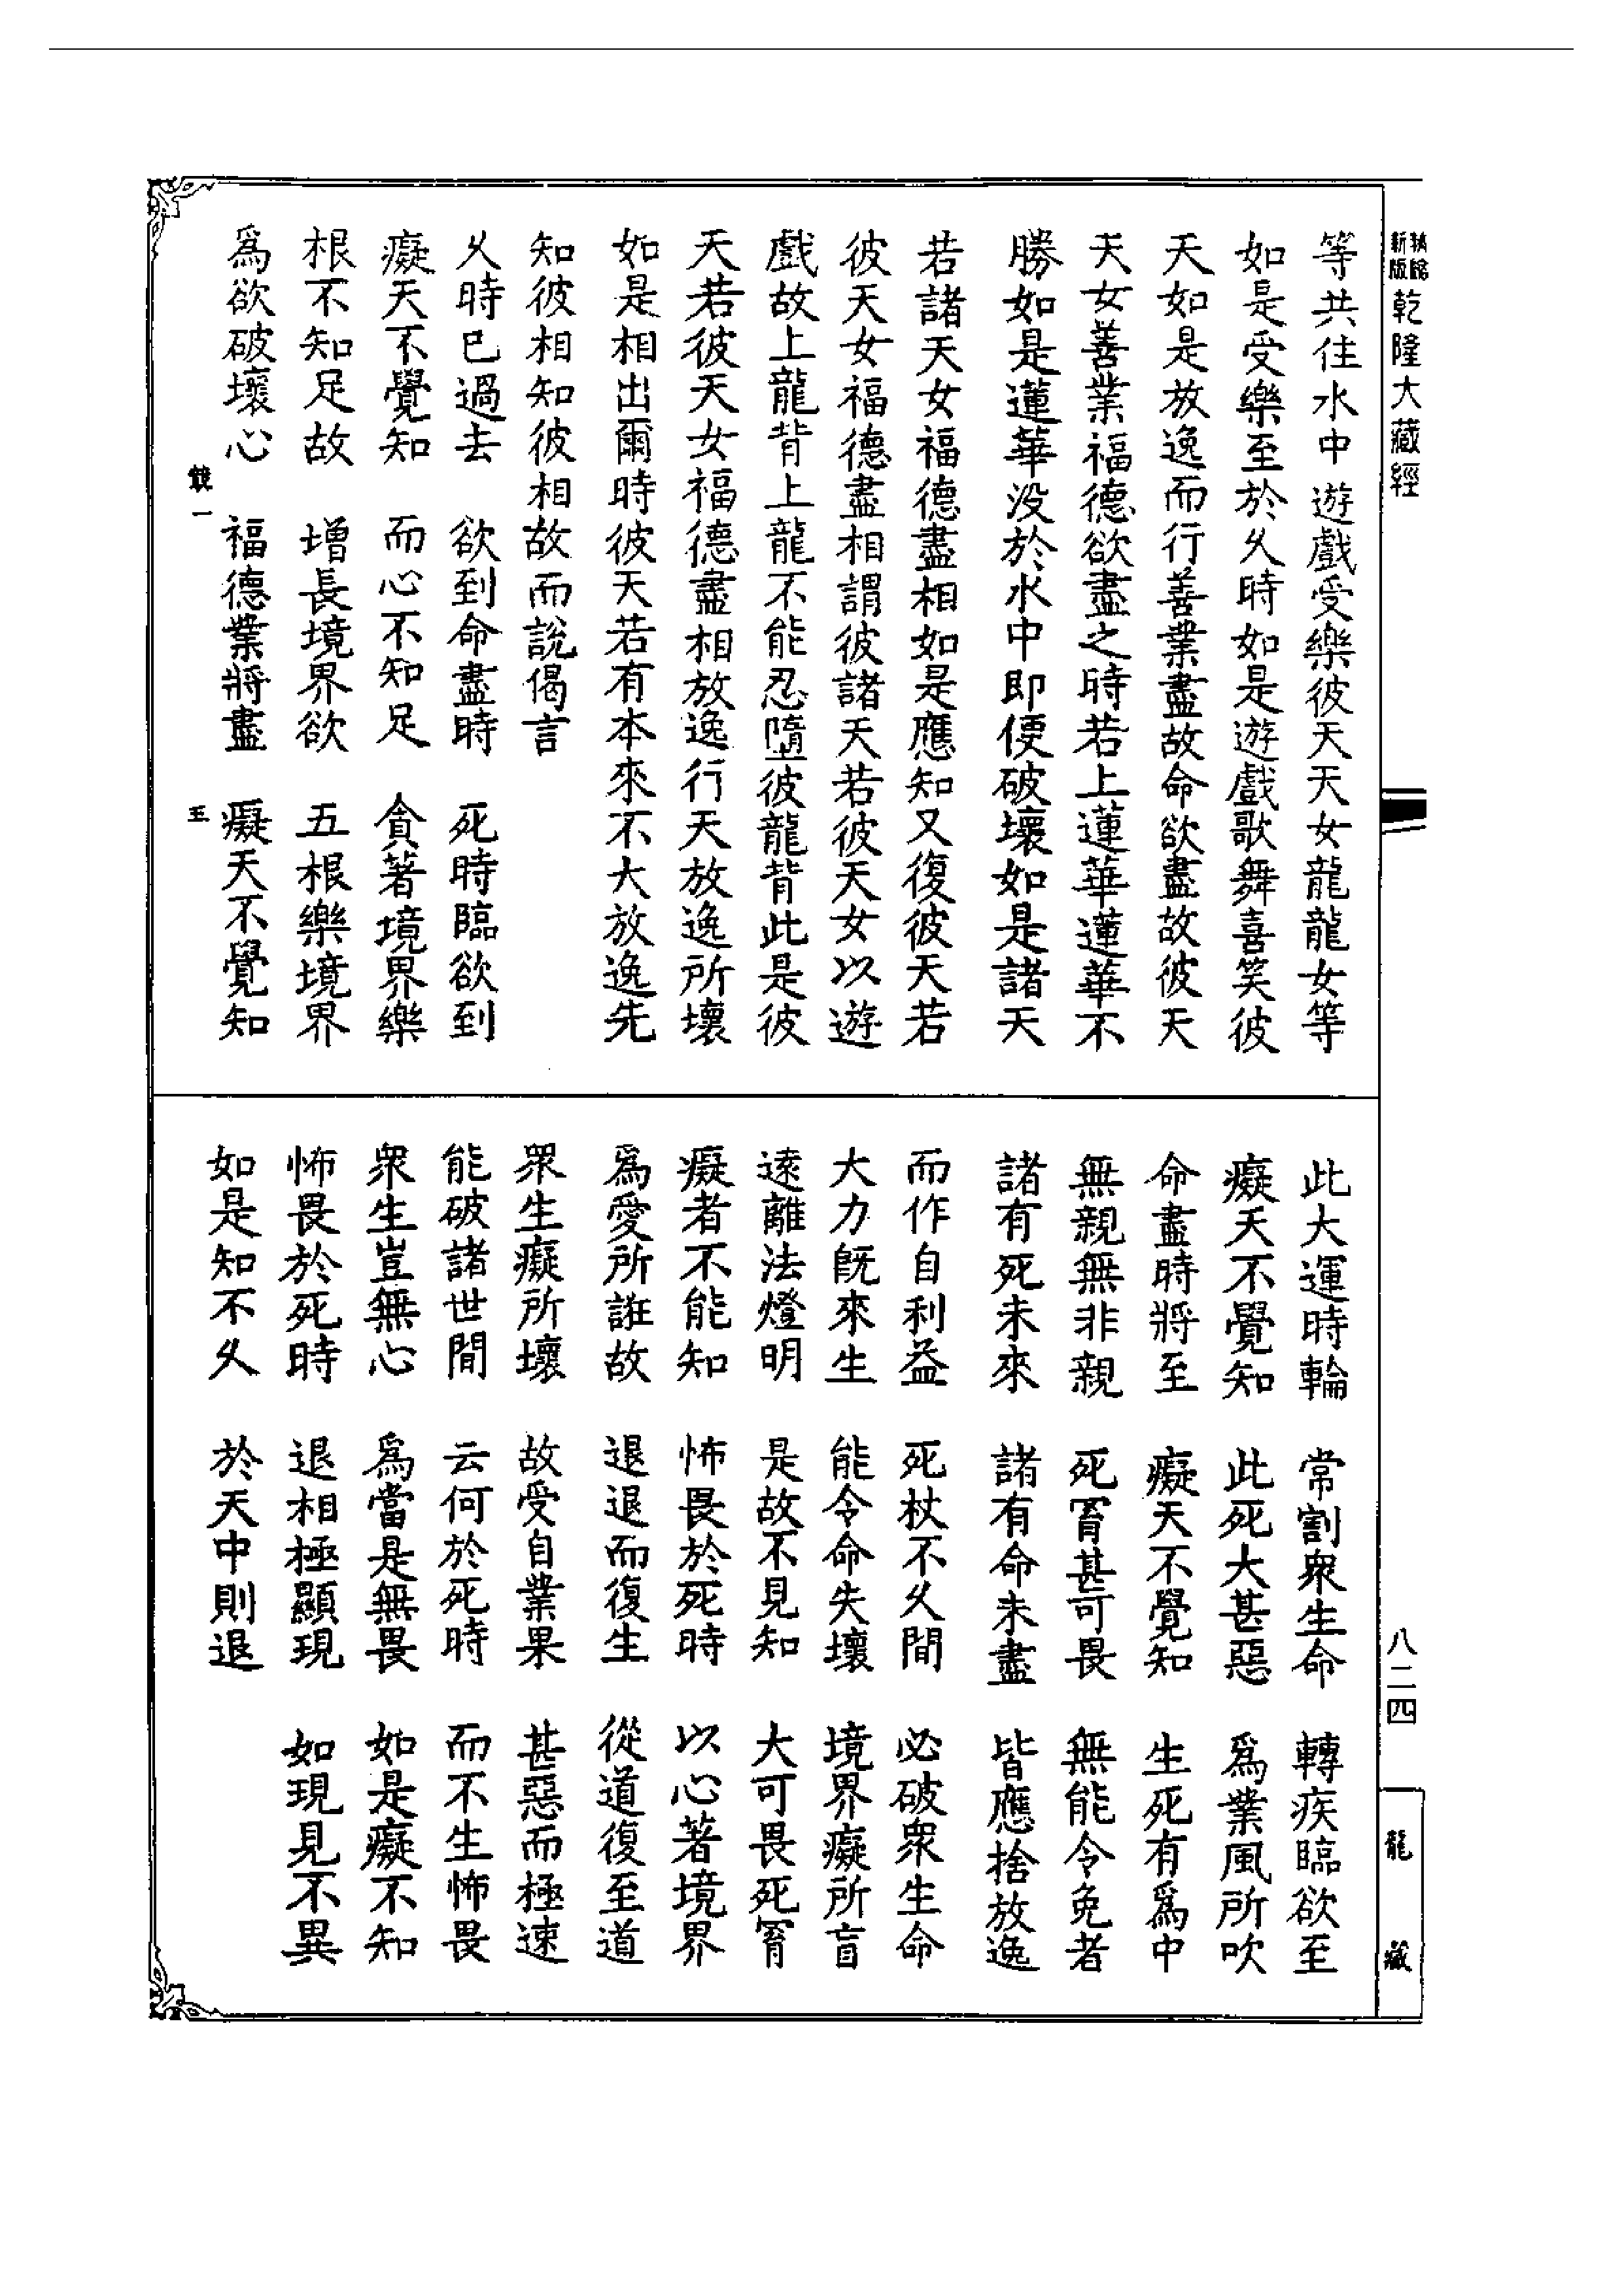 新版
乾隆大藏經
等共住水中遊戲受樂彼天天女龍龍女等
如是受樂至於久時如是遊戲歌舞喜笑彼
天如是放逸而行善業盡故命欲盡故彼天
天女善業福德欲盡之時若上蓮華蓮華不
勝如是蓮華没於水中即便破壞如是諸天
若諸天女福德盡相如是應知又復彼天若
彼天女福德盡相謂彼諸天若彼天女以遊
戲故上龍背上龍不能忍墮彼龍背此是彼
天若彼天女福德盡相放逸行天放逸所壞
如是相出爾時彼天若有本來不大放逸先
知彼相知彼相故而說偈言
久時已過去 欲到命盡時 死時臨欲到
癡天不覺知 而心不知足 貪著境界樂
根不知足故 增長境界欲 五根樂境界
爲欲破壞心 福德業將盡 癡天不覺知
競一 五
此大運時輪 常割衆生命 轉疾臨欲至
癡天不覺知 此死大甚惡 爲業風所吹
命盡時將至 癡天不覺知 生死有爲中
無親無非親 死罥甚可畏 無能令免者
諸有死未來 諸有命未盡 皆應捨放逸
而作自利益 死杖不久間 必破衆生命
大力既來生 能令命失壞 境界癡所盲
遠離法燈明 是故不見知 大可畏死罥
癡者不能知 怖畏於死時 以心著境界
爲愛所誑故 退退而復生 從道復至道
眾生癡所壞 故受自業果 甚惡而極速
能破諸世間 云何於死時 而不生怖畏
衆生豈無心 爲當是無畏 如是癡不知
怖畏於死時 退相極顯現 如現見不異
如是知不久 於天中則退
八二四
龍藏